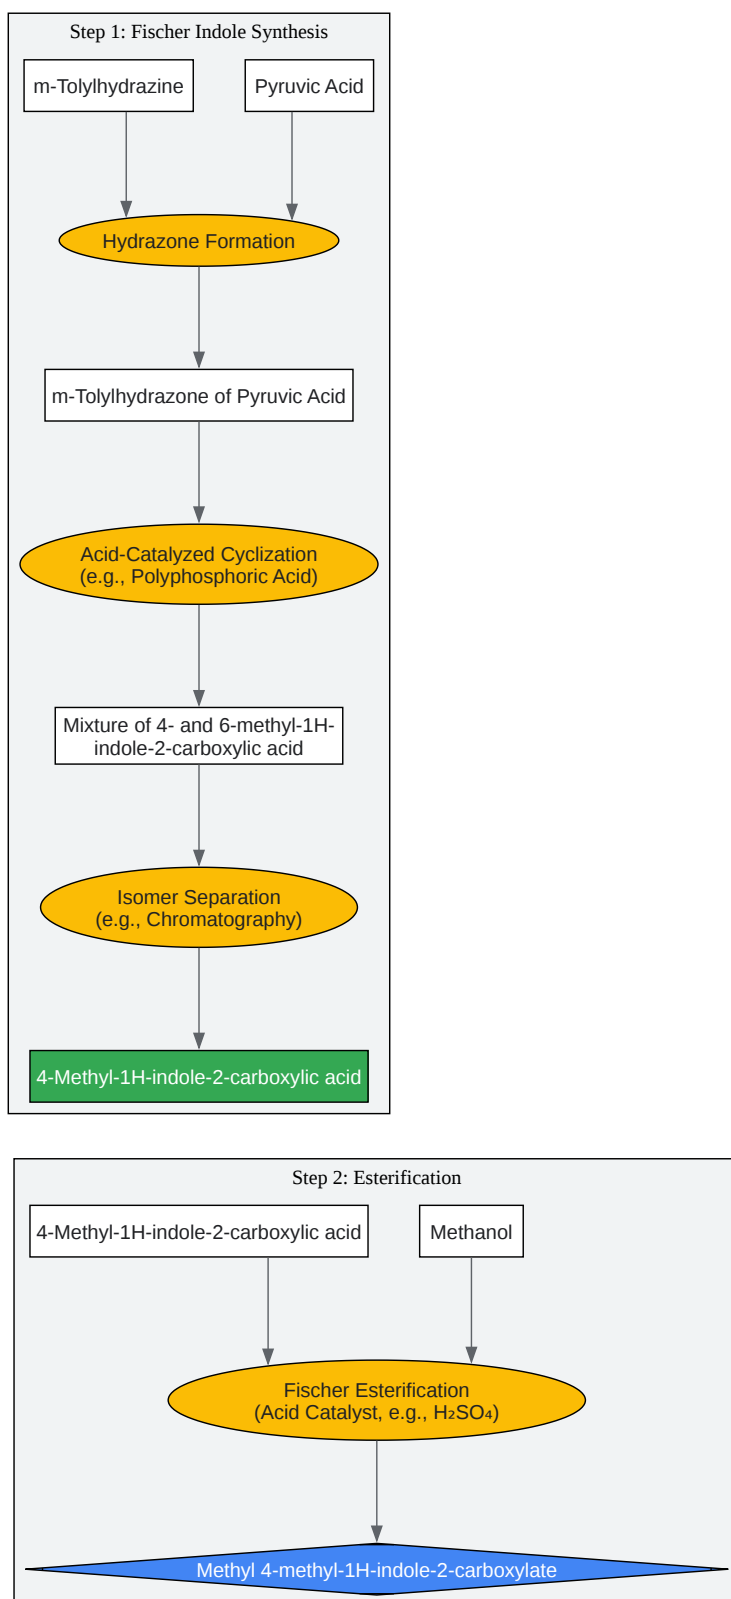 Step 1: Fischer Indole Synthesis
m-Tolylhydrazine
Pyruvic Acid
Hydrazone Formation
m-Tolylhydrazone of Pyruvic Acid
Acid-Catalyzed Cyclization
(e.g., Polyphosphoric Acid)
Mixture of 4- and 6-methyl-1H-
indole-2-carboxylic acid
Isomer Separation
(e.g., Chromatography)
4-Methyl-1H-indole-2-carboxylic acid
Step 2: Esterification
4-Methyl-1H-indole-2-carboxylic acid
Methanol
Fischer Esterification
(Acid Catalyst, e.g., H₂SO₄)
Methyl 4-methyl-1H-indole-2-carboxylate